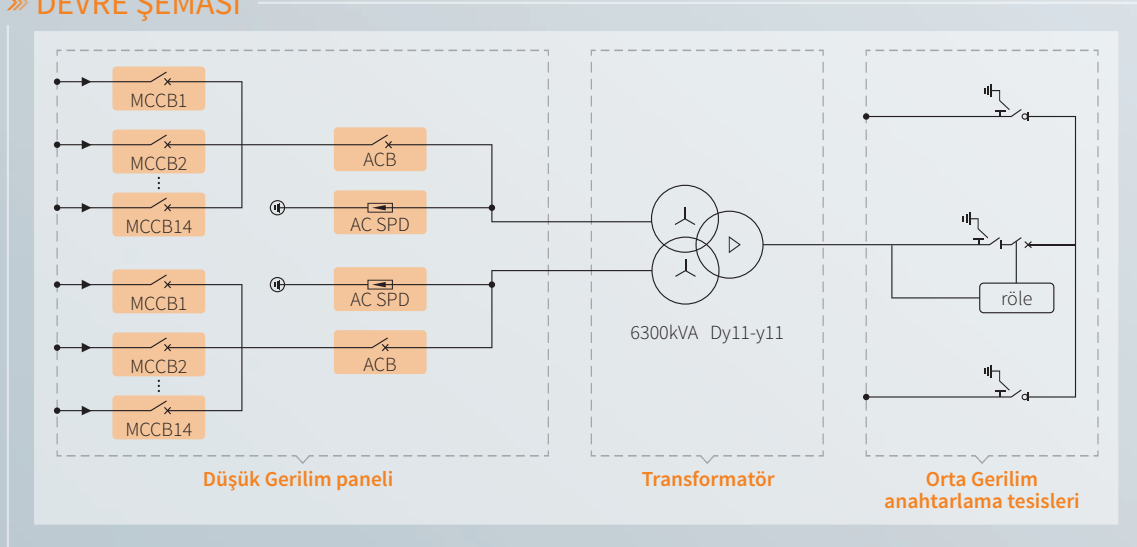 DEVRE ŞEMASI
MCCB1
MCCB2
MCCB14
ACB
AC SPD
MCCB1
MCCB2
MCCB14
AC SPD
ACB
6300kVA Dy11-y11
röle
Düşük Gerilim paneli
Transformatör
Orta Gerilim
anahtarlama tesisleri